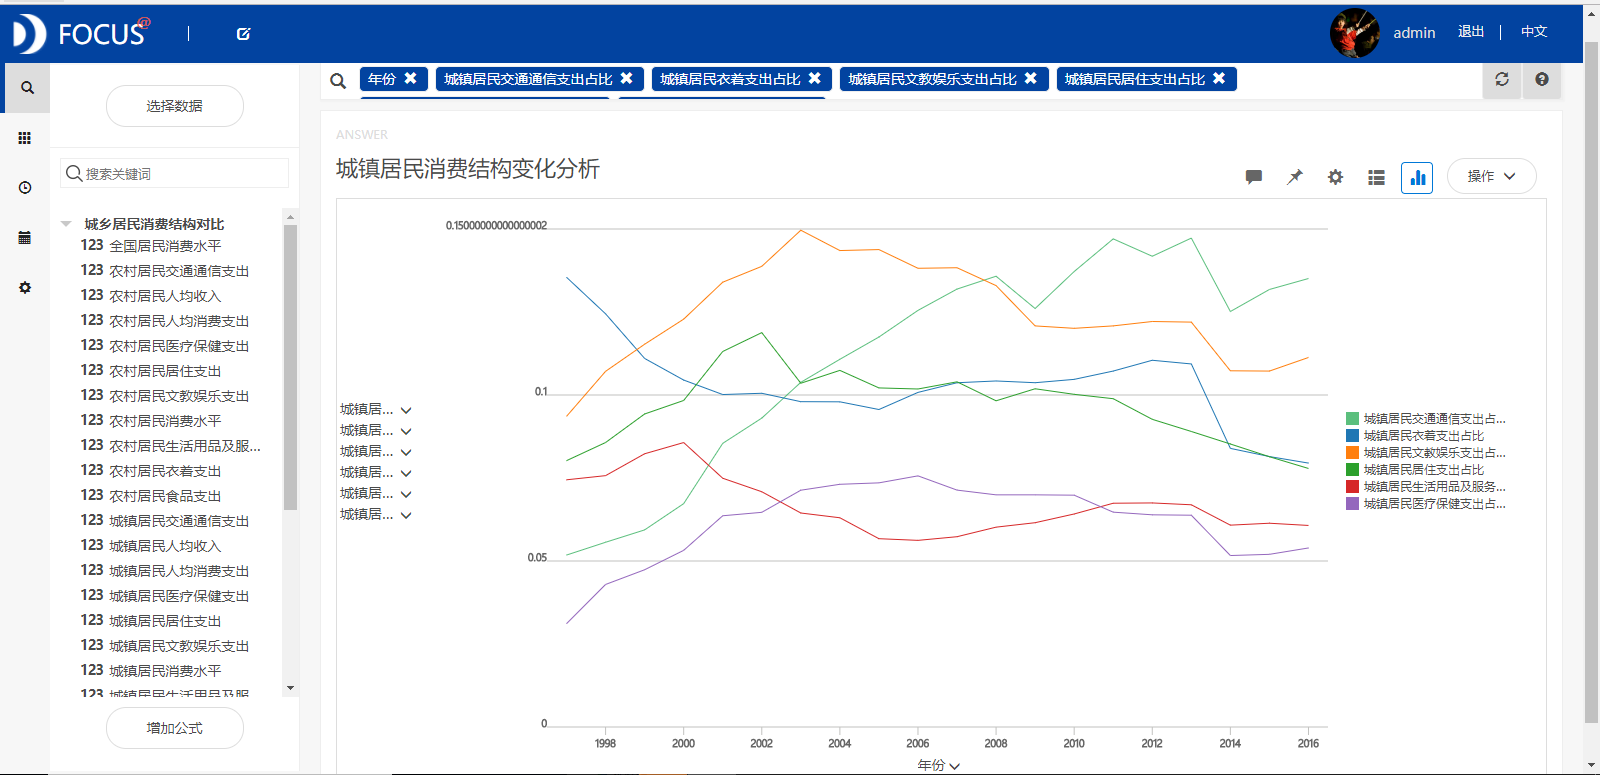 FOCUS@
admin 退出 | 中文
年份 ✖ 城镇居民交通通信支出占比 ✖ 城镇居民衣着支出占比 ✖ 城镇居民文教娱乐支出占比 ✖ 城镇居民居住支出占比 ✖
选择数据
搜索关键词
城乡居民消费结构对比
123 全国居民消费水平
123 农村居民交通通信支出
123 农村居民人均收入
123 农村居民人均消费支出
123 农村居民医疗保健支出
123 农村居民居住支出
123 农村居民文教娱乐支出
123 农村居民消费水平
123 农村居民生活用品及服...
123 农村居民衣着支出
123 农村居民食品支出
123 城镇居民交通通信支出
123 城镇居民人均收入
123 城镇居民人均消费支出
123 城镇居民医疗保健支出
123 城镇居民居住支出
123 城镇居民文教娱乐支出
123 城镇居民消费水平
123 城镇居民生活用品及服
增加公式
ANSWER
城镇居民消费结构变化分析
操作
0.15000000000000002
0.1
0.05
0
城镇居...
城镇居...
城镇居...
城镇居...
城镇居...
城镇居...
1998 2000 2002 2004 2006 2008 2010 2012 2014 2016
年份
城镇居民交通通信支出占...
城镇居民衣着支出占比
城镇居民文教娱乐支出占...
城镇居民居住支出占比
城镇居民生活用品及服务...
城镇居民医疗保健支出占...